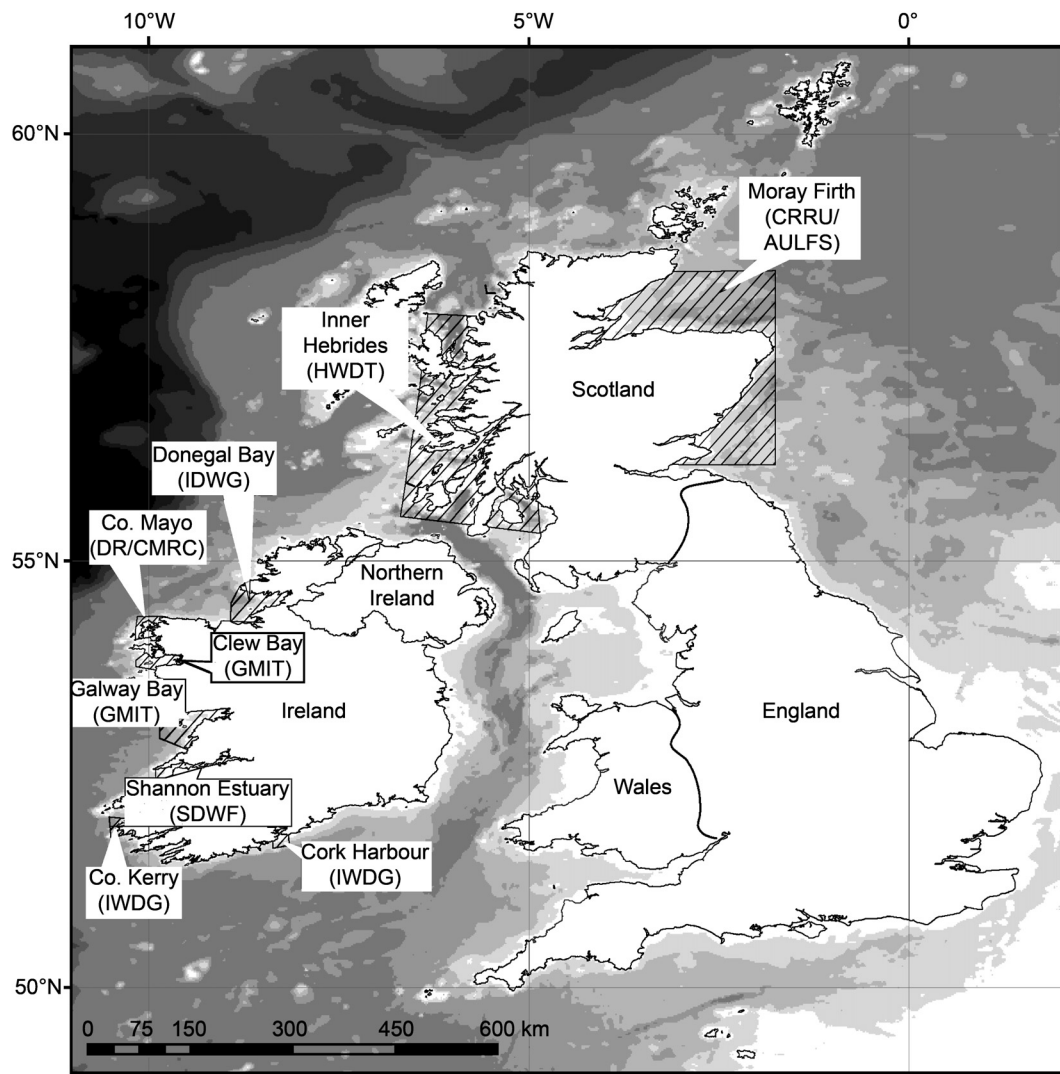 10°W
5°W
0°
60°N
Moray Firth
(CRRU/
AULFS)
Inner
Hebrides
(HWDT)
Scotland
Donegal Bay
(IDWG)
Co. Mayo
(DR/CMRC)
55°N
Northern
Ireland
Clew Bay
(GMIT)
Galway Bay
(GMIT)
Ireland
England
Wales
Shannon Estuary
(SDWF)
Cork Harbour
(IWDG)
Co. Kerry
(IWDG)
50°N
0 75 150 300 450 600 km